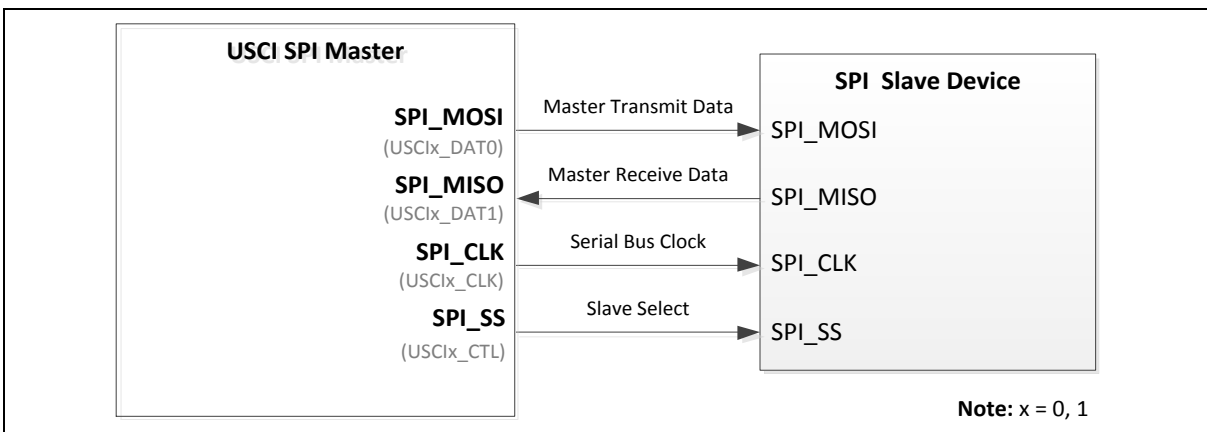 USCI SPI Master
SPI_MOSI
(USCIx_DAT0)
SPI_MISO
(USCIx_DAT1)
SPI_CLK
(USCIx_CLK)
SPI_SS
(USCIx_CTL)
Master Transmit Data
Master Receive Data
Serial Bus Clock
Slave Select
SPI Slave Device
SPI_MOSI
SPI_MISO
SPI_CLK
SPI_SS
Note: x = 0, 1